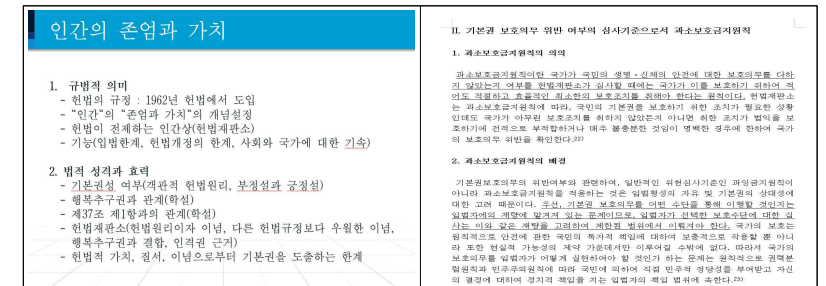 인간의 존엄과 가치
1. 규범적 의미
- 헌법의 규정 : 1962년 헌법에서 도입
- "인간"의 "존엄과 가치"의 개념설정
- 헌법이 전제하는 인간상(헌법재판소)
- 기능(입법한계, 헌법개정의 한계, 사회와 국가에 대한 기속)
2. 법적 성격과 효력
- 기본권성 여부(객관적 헌법원리, 부정설과 긍정설)
- 행복추구권과 관계(학설)
- 제37조 제1항과의 관계(학설)
- 헌법재판소(헌법원리이자 이념, 다른 헌법규정보다 우월한 이념,
행복추구권과 결합, 인격권 근거)
- 헌법적 가치, 질서, 이념으로부터 기본권을 도출하는 한계
II. 기본권 보호의무 위반 여부의 심사기준으로서 과소보호금지원칙
1. 과소보호금지원칙의 의의
과소보호금지원칙이란 국가가 국민의 생명·신체의 안전에 대한 보호의무를 다하
지 않았는지 여부를 헌법재판소가 심사할 때에는 국가가 이를 보호하기 위하여 적
어도 적절하고 효율적인 최소한의 보호조치를 취해야 한다는 원칙이다. 헌법재판소
는 과소보호금지원칙에 따라, 국민의 기본권을 보호하기 위한 조치가 필요한 상황
인데도 국가가 아무런 보호조치를 취하지 않았든지 아니면 취한 조치가 법익을 보
호하기에 전적으로 부적합하거나 매우 불충분한 것임이 명백한 경우에 한하여 국가
의 보호의무 위반을 확인한다.22)
2. 과소보호금지원칙의 배경
기본권보호의무의 위반여부와 관련하여, 일반적인 위헌심사기준인 과잉금지원칙이
아니라 과소보호금지원칙을 적용하는 것은 입법형성의 자유 및 기본권의 상대성에
대한 고려 때문이다. 우선, 기본권 보호의무를 어떤 수단을 통해 이행할 것인지는
입법자에의 재량에 맡겨져 있는 문제이므로, 입법자가 선택한 보호수단에 대한 심
사는 이와 같은 재량을 고려하여 제한된 범위에서 이뤄져야 한다. 국가의 보호는
원칙적으로 안전에 관한 국민의 독자적 책임에 대하여 보충적으로 작용할 뿐 아니
라 또한 현실적 가능성의 제약 가운데서만 이루어질 수밖에 없다. 따라서 국가의
보호의무를 입법자가 어떻게 실현하여야 할 것인가 하는 문제는 원칙적으로 권력분
립원칙과 민주주의원칙에 따라 국민에 의하여 직접 민주적 정당성을 부여받고 자신
의 결정에 대하여 정치적 책임을 지는 입법자의 책임 범위에 속한다.23)